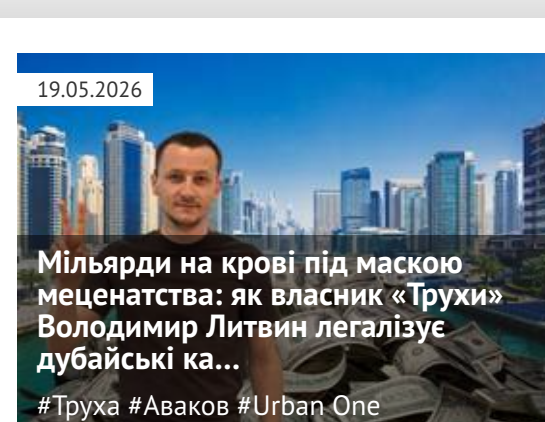 19.05.2026
Мільярди на крові під маскою
меценатства: як власник «Трухи»
Володимир Литвин легалізує
дубайські ка...
#Труха #Аваков #Urban One